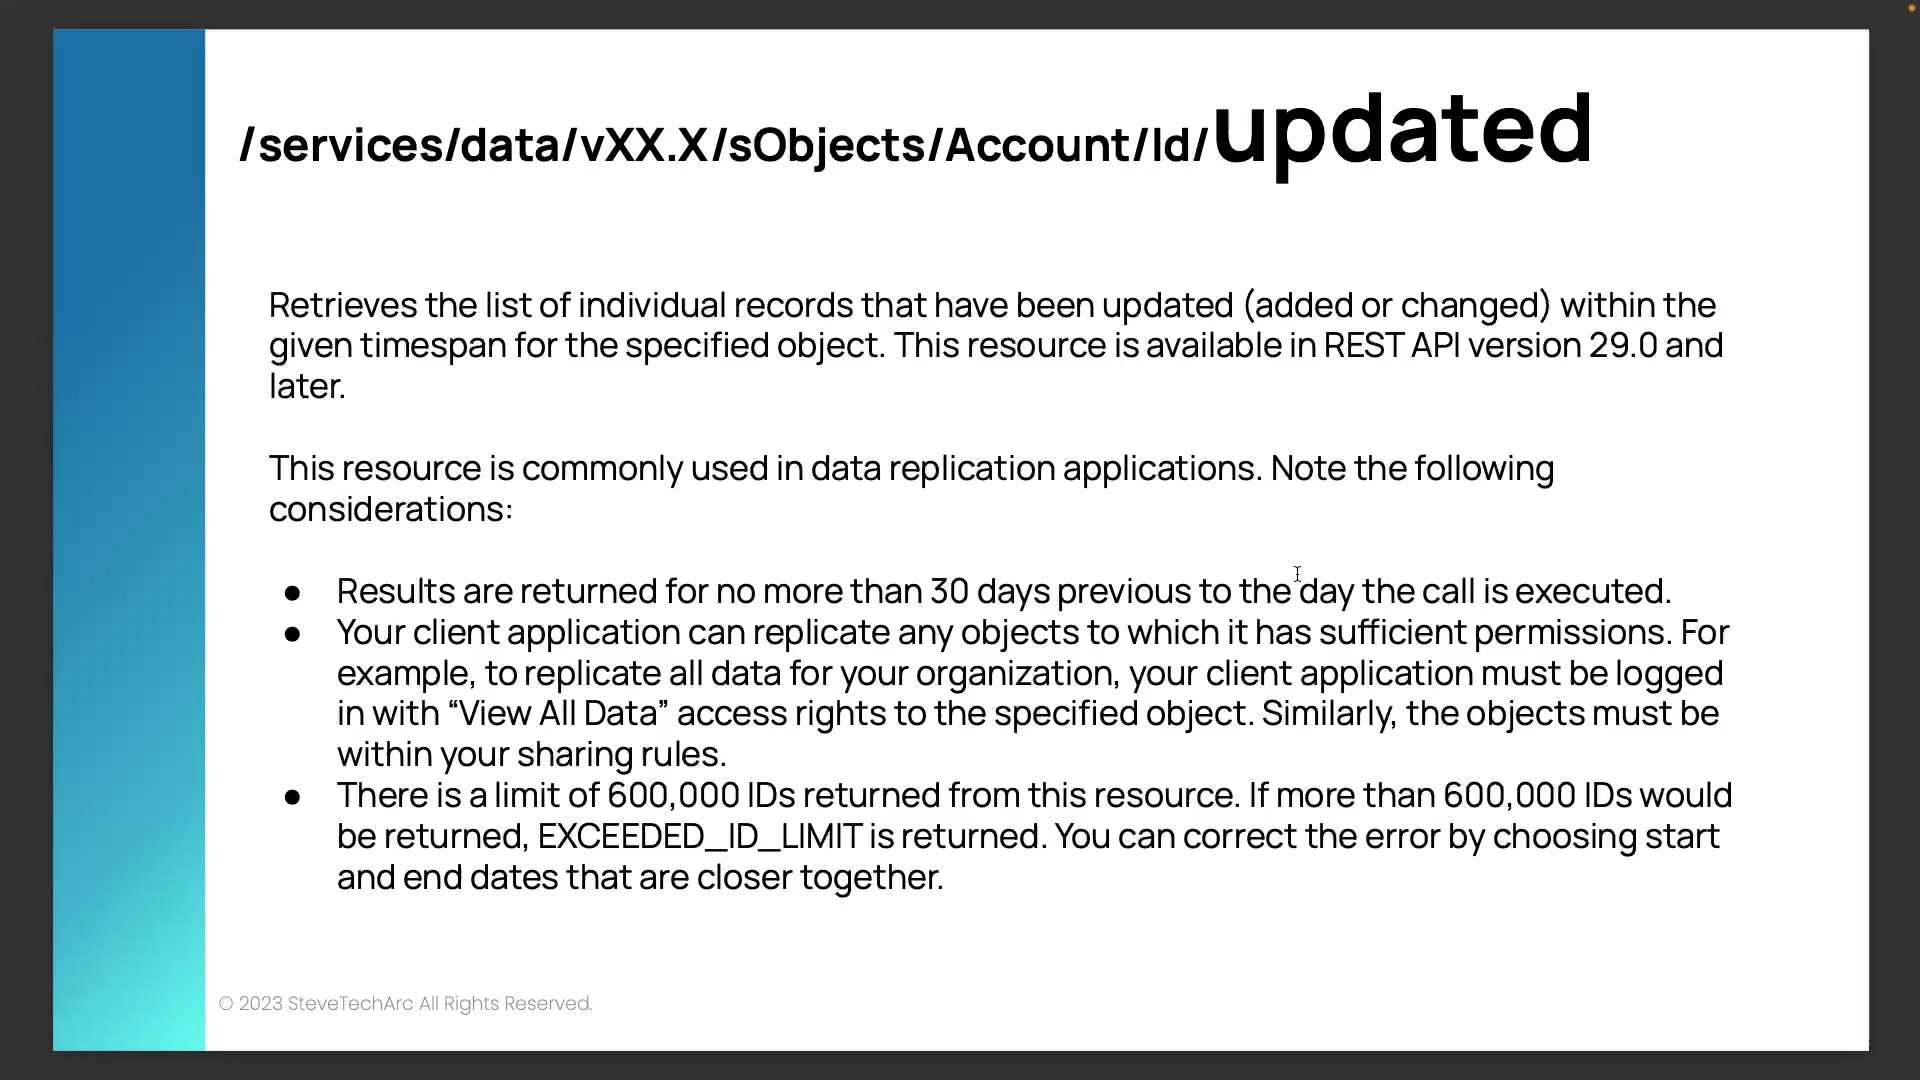 /services/data/vXX.X/sObjects/Account/Id/updated
Retrieves the list of individual records that have been updated (added or changed) within the
given timespan for the specified object. This resource is available in REST API version 29.0 and
later.
This resource is commonly used in data replication applications. Note the following
considerations:
● Results are returned for no more than 30 days previous to the day the call is executed.
● Your client application can replicate any objects to which it has sufficient permissions. For
example, to replicate all data for your organization, your client application must be logged
in with “View All Data” access rights to the specified object. Similarly, the objects must be
within your sharing rules.
● There is a limit of 600,000 IDs returned from this resource. If more than 600,000 IDs would
be returned, EXCEEDED_ID_LIMIT is returned. You can correct the error by choosing start
and end dates that are closer together.
© 2023 SteveTechArc All Rights Reserved.